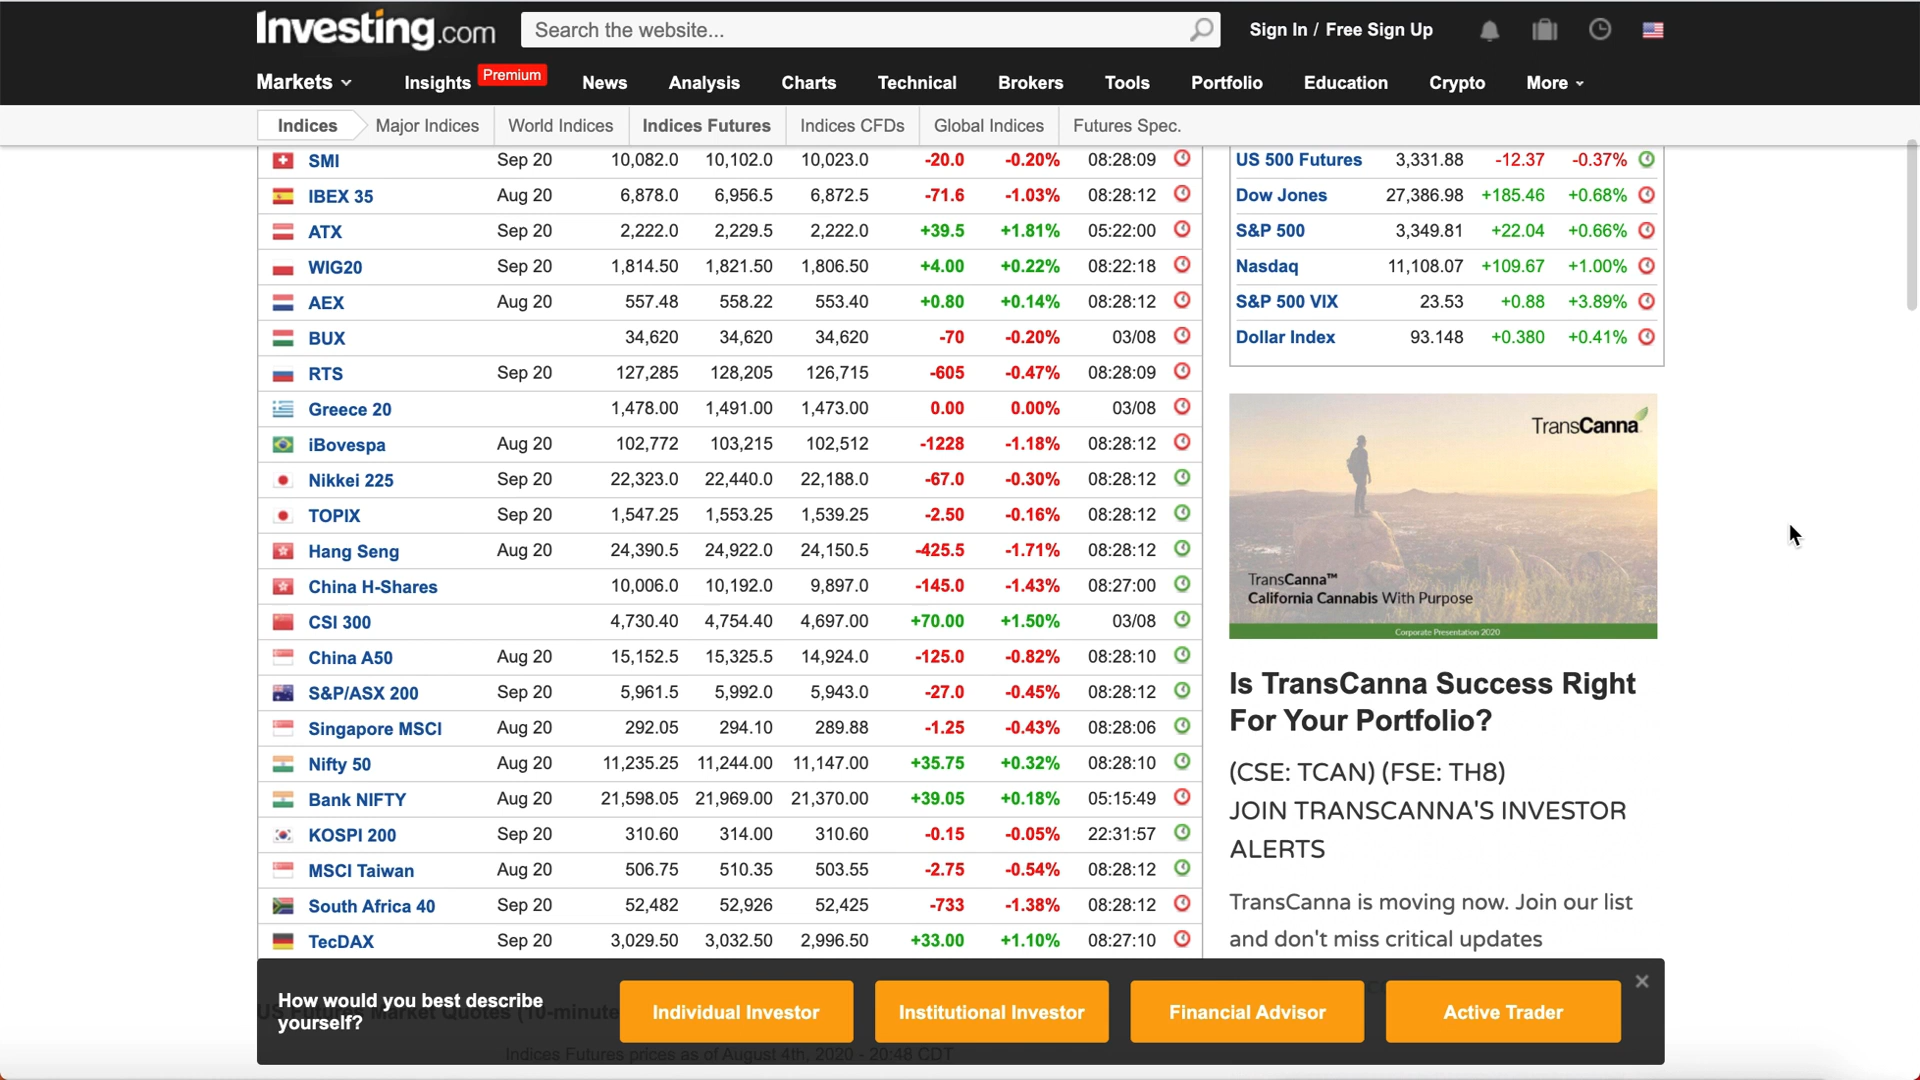 Investing.com
Search the website...
Sign In / Free Sign Up
Markets
Insights Premium
News
Analysis
Charts
Technical
Brokers
Tools
Portfolio
Education
Crypto
More
Indices
Major Indices
World Indices
Indices Futures
Indices CFDs
Global Indices
Futures Spec.
SMI Sep 20 10,082.0 10,102.0 10,023.0 -20.0 -0.20% 08:28:09
IBEX 35 Aug 20 6,878.0 6,956.5 6,872.5 -71.6 -1.03% 08:28:12
ATX Sep 20 2,222.0 2,229.5 2,222.0 +39.5 +1.81% 05:22:00
WIG20 Sep 20 1,814.50 1,821.50 1,806.50 +4.00 +0.22% 08:22:18
AEX Aug 20 557.48 558.22 553.40 +0.80 +0.14% 08:28:12
BUX 34,620 34,620 34,620 -70 -0.20% 03/08
RTS Sep 20 127,285 128,205 126,715 -605 -0.47% 08:28:09
Greece 20 1,478.00 1,491.00 1,473.00 0.00 0.00% 03/08
iBovespa Aug 20 102,772 103,215 102,512 -1228 -1.18% 08:28:12
Nikkei 225 Sep 20 22,323.0 22,440.0 22,188.0 -67.0 -0.30% 08:28:12
TOPIX Sep 20 1,547.25 1,553.25 1,539.25 -2.50 -0.16% 08:28:12
Hang Seng Aug 20 24,390.5 24,922.0 24,150.5 -425.5 -1.71% 08:28:12
China H-Shares 10,006.0 10,192.0 9,897.0 -145.0 -1.43% 08:27:00
CSI 300 4,730.40 4,754.40 4,697.00 +70.00 +1.50% 03/08
China A50 Aug 20 15,152.5 15,325.5 14,924.0 -125.0 -0.82% 08:28:10
S&P/ASX 200 Sep 20 5,961.5 5,992.0 5,943.0 -27.0 -0.45% 08:28:12
Singapore MSCI Aug 20 292.05 294.10 289.88 -1.25 -0.43% 08:28:06
Nifty 50 Aug 20 11,235.25 11,244.00 11,147.00 +35.75 +0.32% 08:28:10
Bank NIFTY Aug 20 21,598.05 21,969.00 21,370.00 +39.05 +0.18% 05:15:49
KOSPI 200 Sep 20 310.60 314.00 310.60 -0.15 -0.05% 22:31:57
MSCI Taiwan Aug 20 506.75 510.35 503.55 -2.75 -0.54% 08:28:12
South Africa 40 Sep 20 52,482 52,926 52,425 -733 -1.38% 08:28:12
TecDAX Sep 20 3,029.50 3,032.50 2,996.50 +33.00 +1.10% 08:27:10
US 500 Futures 3,331.88 -12.37 -0.37%
Dow Jones 27,386.98 +185.46 +0.68%
S&P 500 3,349.81 +22.04 +0.66%
Nasdaq 11,108.07 +109.67 +1.00%
S&P 500 VIX 23.53 +0.88 +3.89%
Dollar Index 93.148 +0.380 +0.41%
TransCanna
TransCanna™
California Cannabis With Purpose
Corporate Presentation 2020
Is TransCanna Success Right
For Your Portfolio?
(CSE: TCAN) (FSE: TH8)
JOIN TRANSCANNA'S INVESTOR
ALERTS
TransCanna is moving now. Join our list
and don't miss critical updates
How would you best describe
yourself?
Individual Investor
Institutional Investor
Financial Advisor
Active Trader
US Futures Market Quotes (10-minute
Indices Futures prices as of August 4th, 2020 - 20:48 CDT